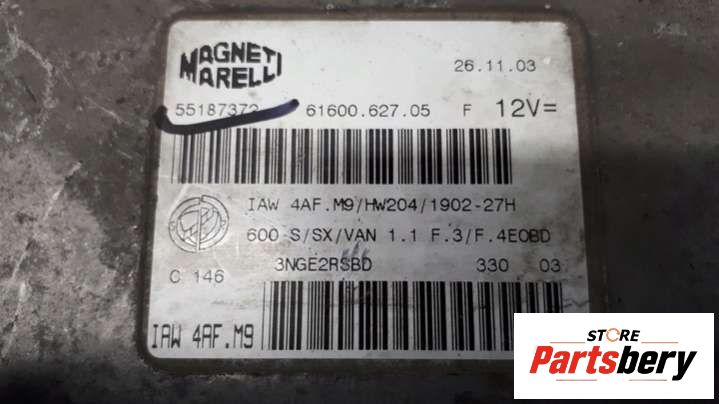 MAGNETI
MARELLI
26.11.03
55187372 61600.627.05 F 12V=
IAW 4AF.M9/HW204/1902-27H
600 S/SX/VAN 1.1 F.3/F.4EOBD
3NGE2RSBD 330 03
C 146
IAW 4AF.M9
STORE
Partsbery